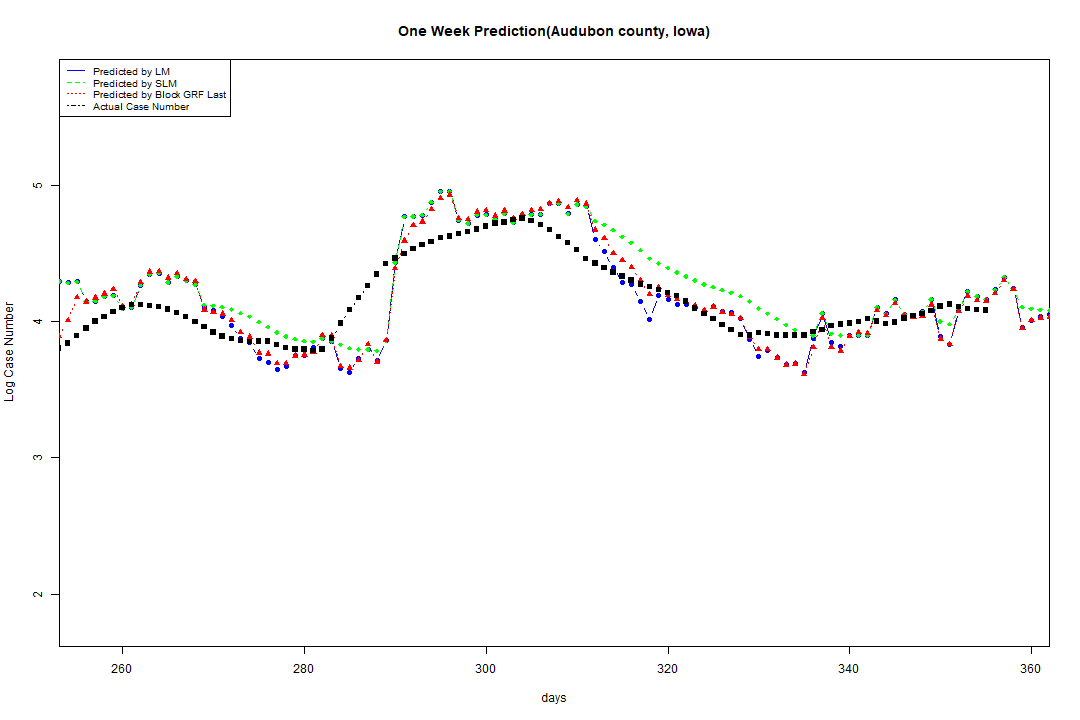 One Week Prediction(Audubon county, Iowa)
Predicted by LM
Predicted by SLM
Predicted by Block GRF Last
Actual Case Number
5
4
3
2
Log Case Number
260 280 300 320 340 360
days